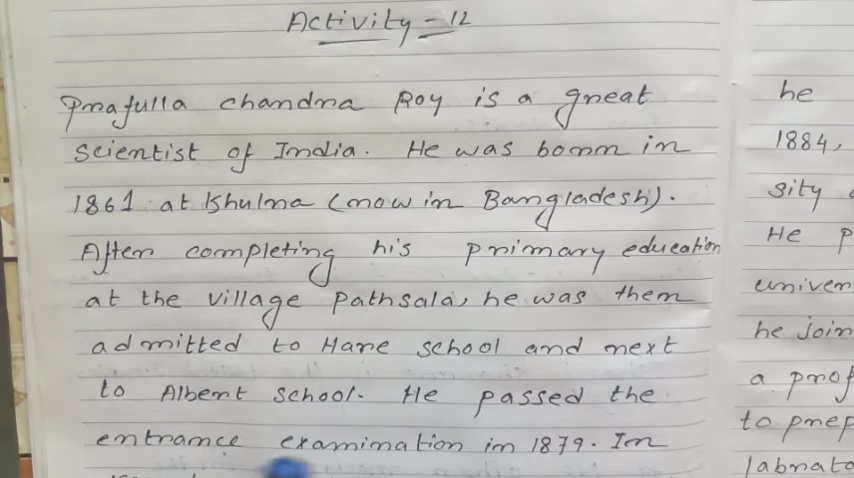 Activity - 12
Prafulla chandra Roy is a great
scientist of India. He was bornn in
1861 at Khulna (now in Bangladesh).
After completing his primary education
at the village Pathsala, he was then
admitted to Hare school and next
to Albert School. He passed the
entrance examination in 1879. In
he
1884,
sity
He
he join
a prof
to prep
labrato